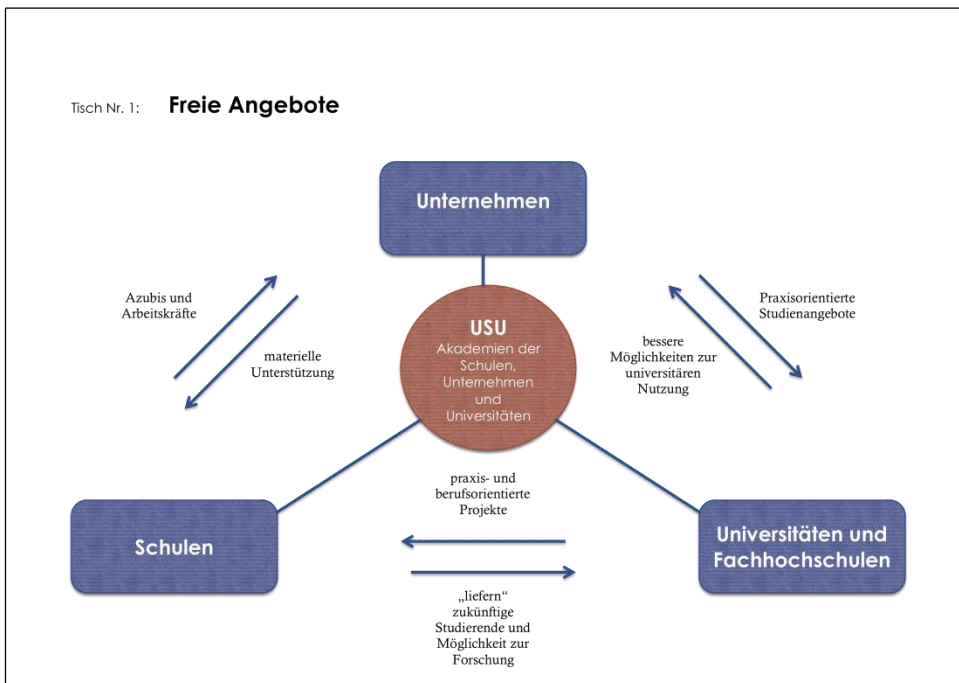 Tisch Nr. 1: Freie Angebote
Unternehmen
Azubis und
Arbeitskräfte
materielle
Unterstützung
USU
Akademien der
Schulen,
Unternehmen
und
Universitäten
Praxisorientierte
Studienangebote
bessere
Möglichkeiten zur
universitären
Nutzung
praxis- und
berufsorientierte
Projekte
Schulen
Universitäten und
Fachhochschulen
„liefern“
zukünftige
Studierende und
Möglichkeit zur
Forschung